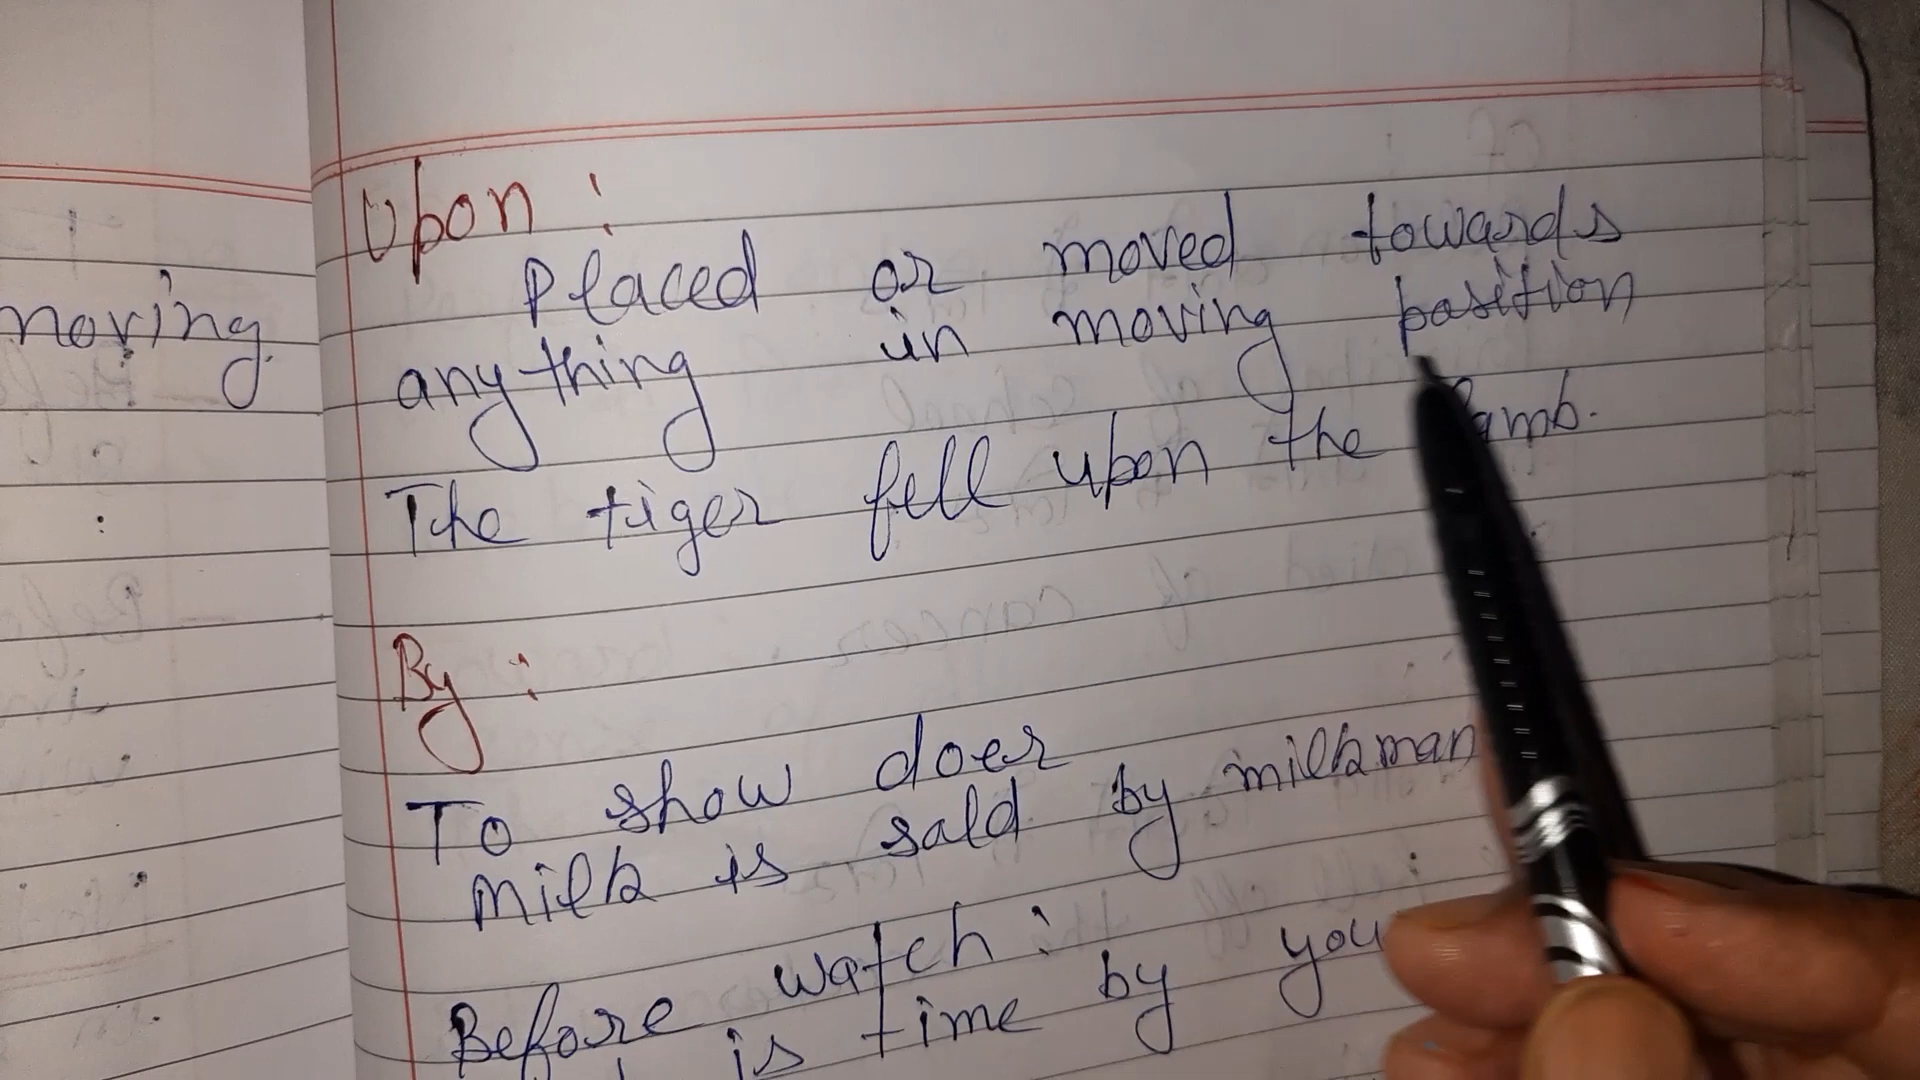 moving.
Upon :
Placed or moved towards
anything in moving position
The tiger fell upon the lamb.
By :
To show doer
Milk is sold by milkman
Before watch :
is time by you